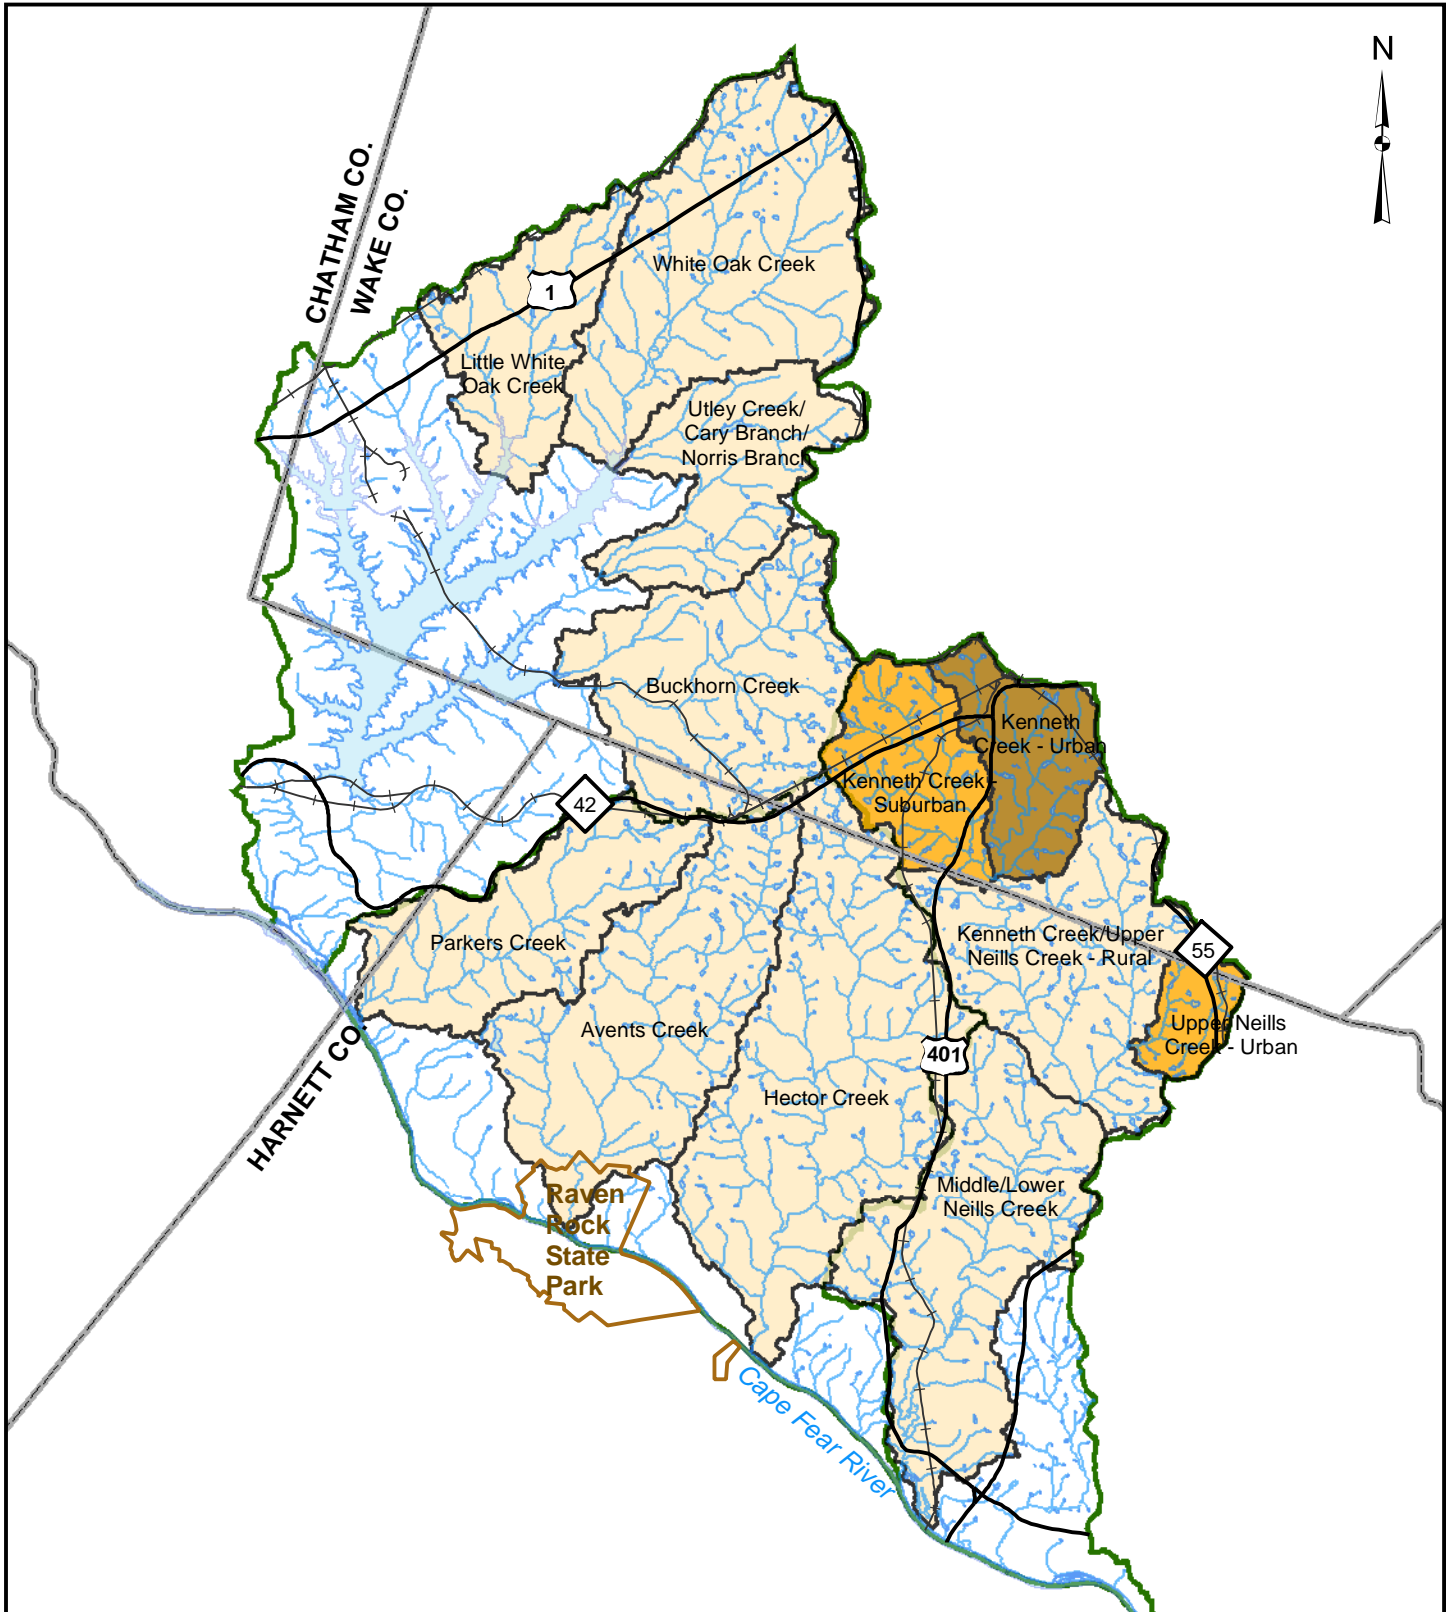 N
CHATHAM CO.
WAKE CO.
White Oak Creek
1
Little White
Oak Creek
Utley Creek/
Cary Branch/
Norris Branch
Buckhorn Creek
Kenneth
Creek - Urban
Kenneth Creek -
Suburban
42
Parkers Creek
Kenneth Creek/Upper
Neills Creek - Rural
55
Avents Creek
Upper Neills
Creek - Urban
401
HARNETT CO.
Hector Creek
Middle/Lower
Neills Creek
Raven
Rock
State
Park
Cape Fear River